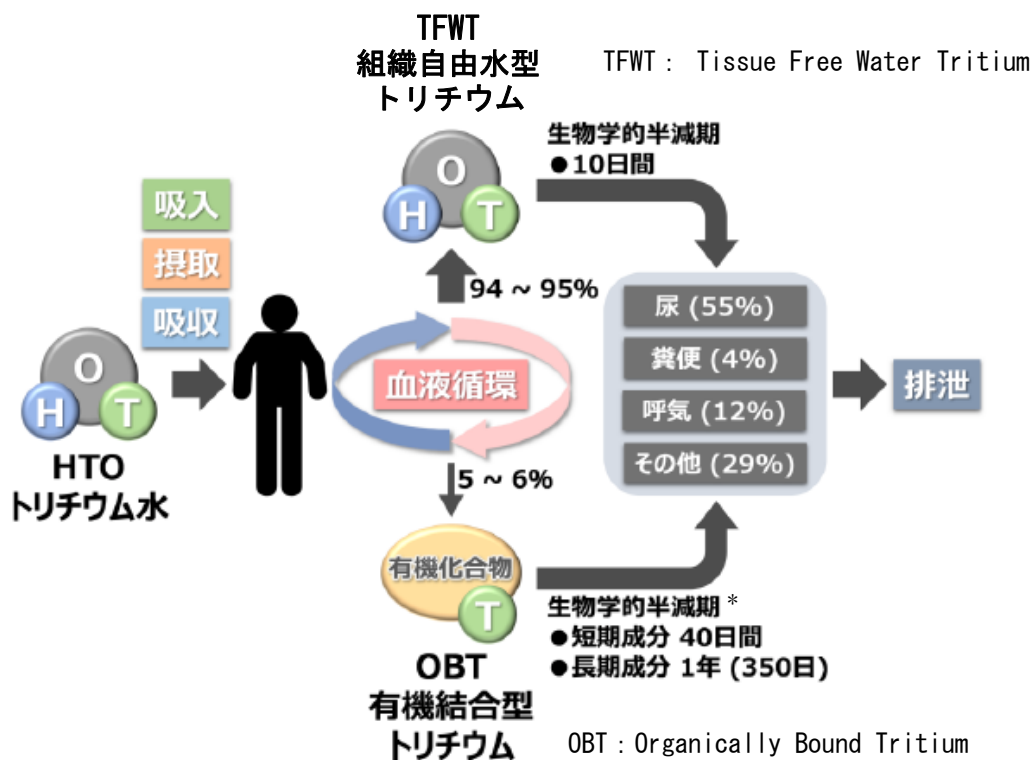 TFWT
組織自由水型
トリチウム
TFWT： Tissue Free Water Tritium
生物学的半減期
●10日間
O
H
T
吸入
摂取
吸収
94 ~ 95%
尿 (55%)
糞便 (4%)
呼気 (12%)
その他 (29%)
排泄
血液循環
O
H
T
HTO
トリチウム水
5 ~ 6%
有機化合物
T
生物学的半減期*
●短期成分 40日間
●長期成分 1年 (350日)
OBT
有機結合型
トリチウム
OBT：Organically Bound Tritium